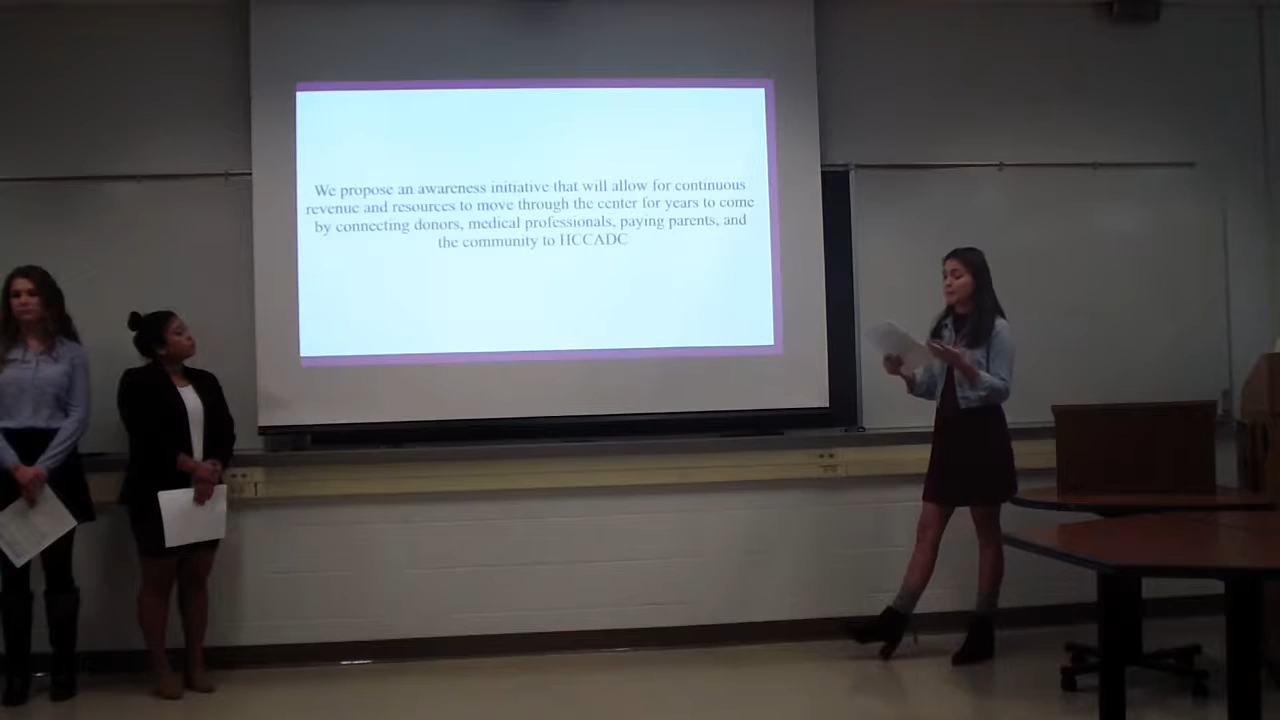 We propose an awareness initiative that will allow for continuous
revenue and resources to move through the center for years to come
by connecting donors, medical professionals, paying parents, and
the community to HCCADC